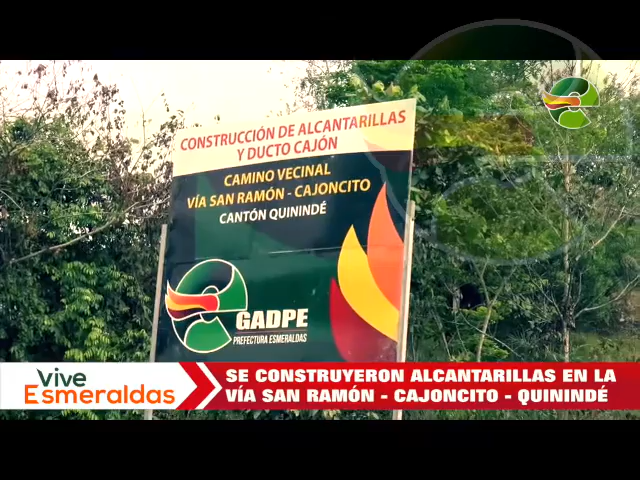 CONSTRUCCIÓN DE ALCANTARILLAS
Y DUCTO CAJÓN
CAMINO VECINAL
VÍA SAN RAMÓN - CAJONCITO
CANTÓN QUININDÉ
GADPE
PREFECTURA ESMERALDAS
Vive
Esmeraldas
SE CONSTRUYERON ALCANTARILLAS EN LA
VÍA SAN RAMÓN - CAJONCITO - QUININDÉ